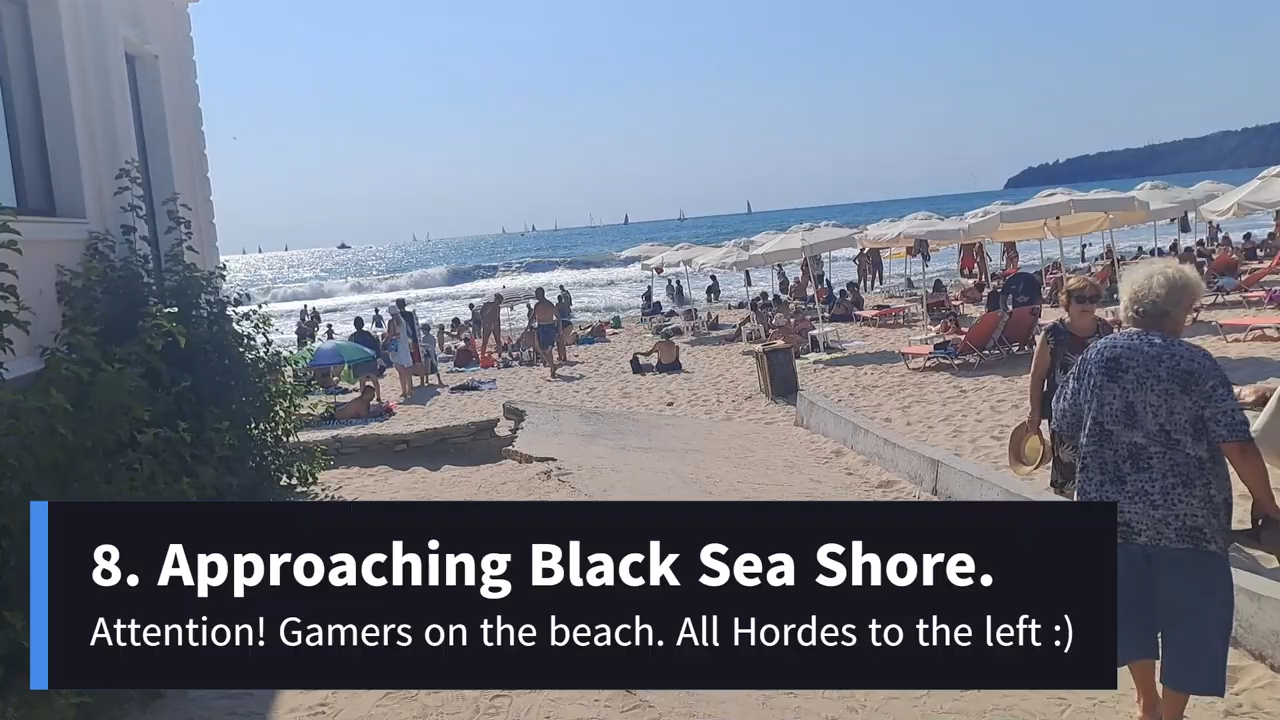 8. Approaching Black Sea Shore.
Attention! Gamers on the beach. All Hordes to the left :)